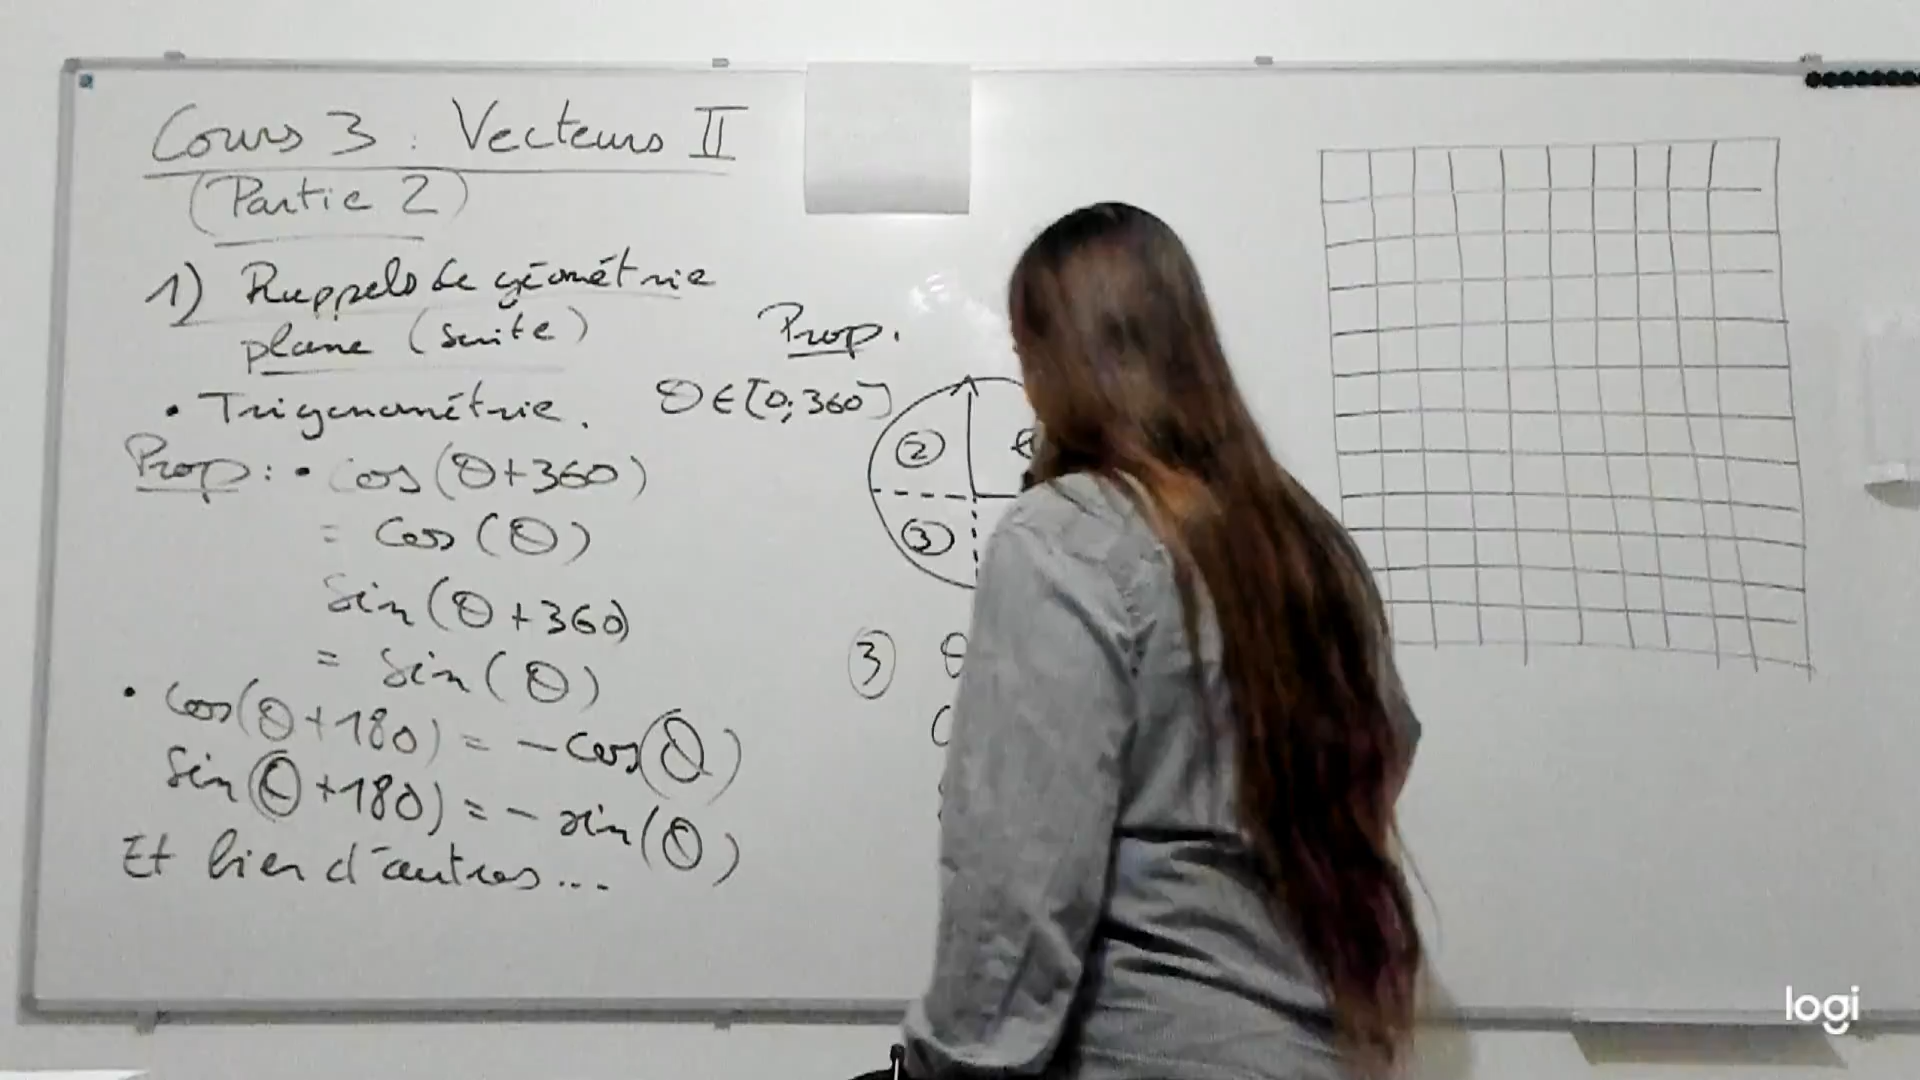 Cours 3 : Vecteurs II
(Partie 2)
1) Rappels de géométrie
plane (suite)
• Trigonométrie.
Prop : • cos(θ+360)
= cos(θ)
sin(θ+360)
= sin(θ)
• cos(θ+180) = -cos(θ)
sin(θ+180) = -sin(θ)
Et bien d'autres...
Prop.
θ∈[0;360]
②
③
③ θ
logi